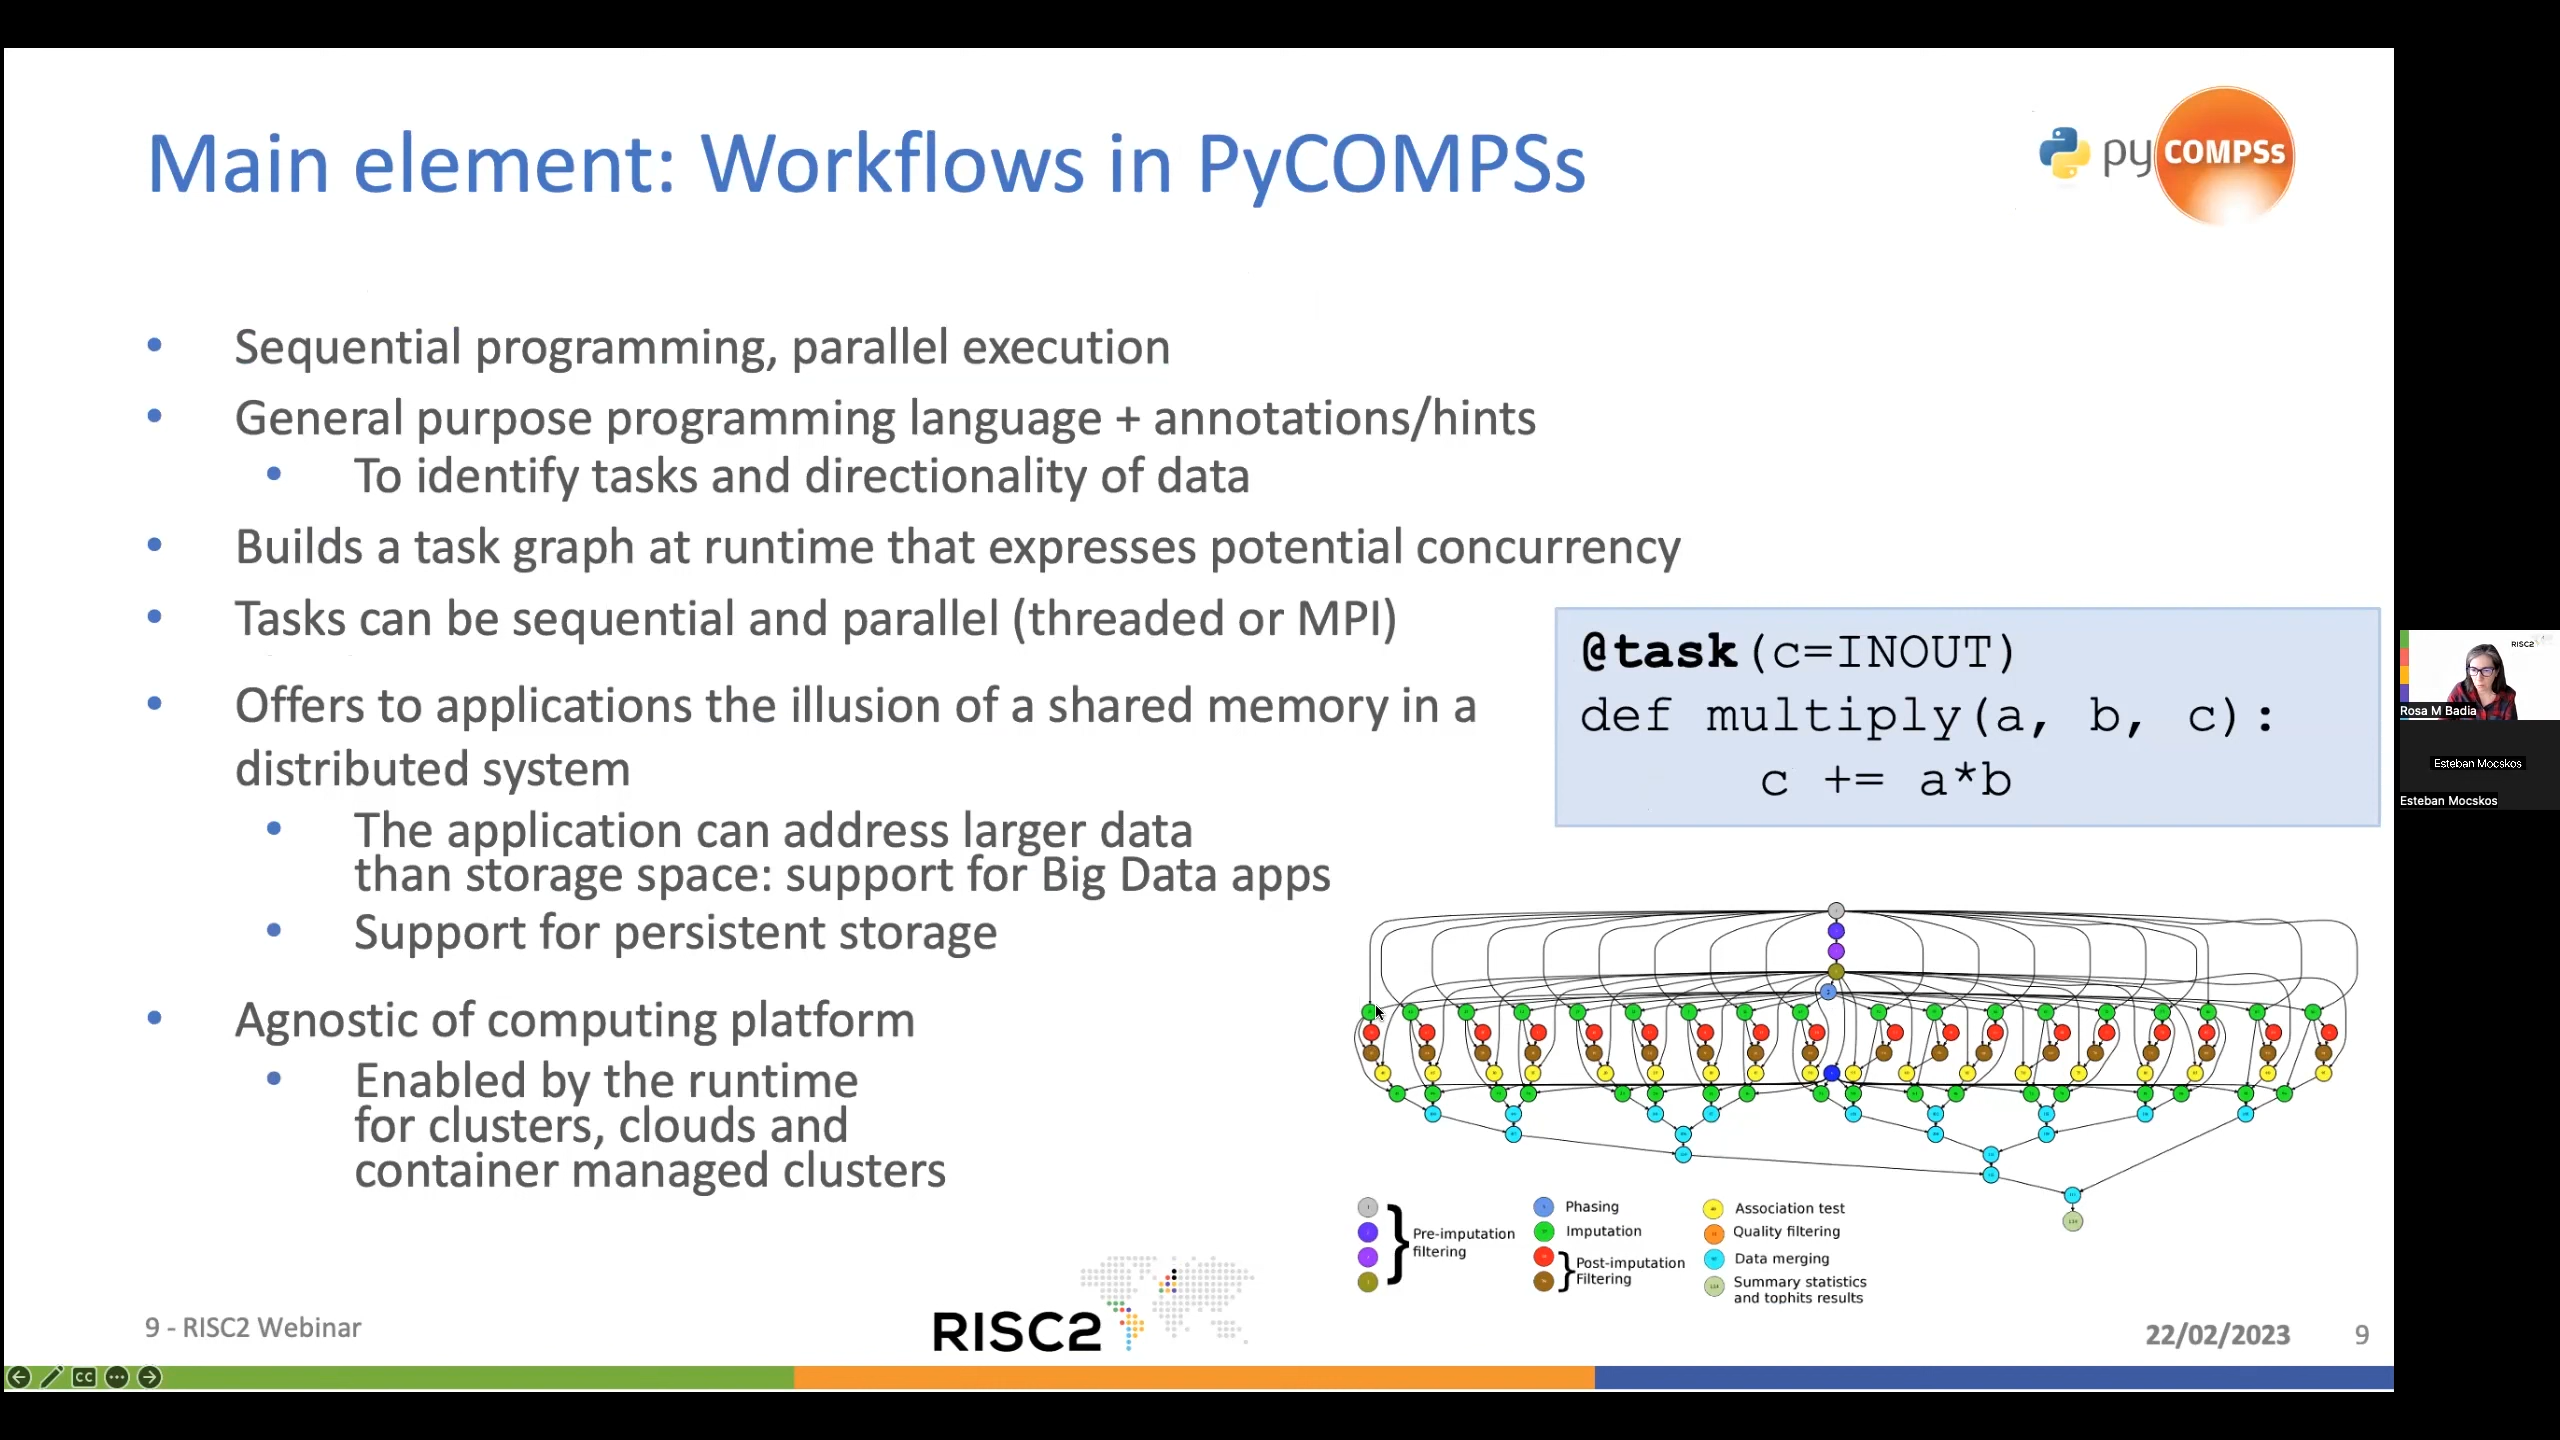 Main element: Workflows in PyCOMPSs
py COMPSs
• Sequential programming, parallel execution
• General purpose programming language + annotations/hints
• To identify tasks and directionality of data
• Builds a task graph at runtime that expresses potential concurrency
• Tasks can be sequential and parallel (threaded or MPI)
• Offers to applications the illusion of a shared memory in a
distributed system
• The application can address larger data
than storage space: support for Big Data apps
• Support for persistent storage
• Agnostic of computing platform
• Enabled by the runtime
for clusters, clouds and
container managed clusters
@task(c=INOUT)
def multiply(a, b, c):
c += a*b
Pre-imputation
filtering
Phasing
Imputation
Post-imputation
Filtering
Association test
Quality filtering
Data merging
Summary statistics
and tophits results
9 - RISC2 Webinar
RISC2
22/02/2023
9
CC
RISC2
Rosa M Badia
Esteban Mocskos
Esteban Mocskos